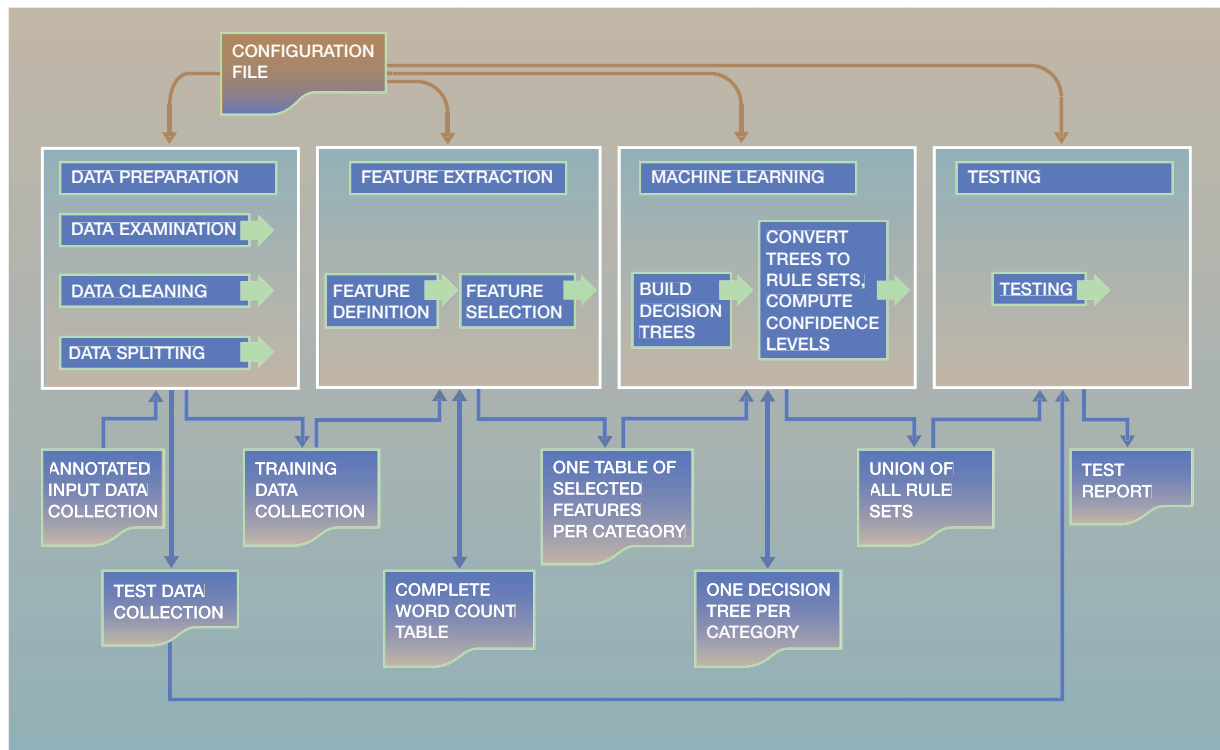 CONFIGURATION
FILE
DATA PREPARATION
DATA EXAMINATION
DATA CLEANING
DATA SPLITTING
FEATURE EXTRACTION
FEATURE
DEFINITION
FEATURE
SELECTION
MACHINE LEARNING
BUILD
DECISION
TREES
CONVERT
TREES TO
RULE SETS,
COMPUTE
CONFIDENCE
LEVELS
TESTING
TESTING
ANNOTATED
INPUT DATA
COLLECTION
TRAINING
DATA
COLLECTION
ONE TABLE OF
SELECTED
FEATURES
PER CATEGORY
UNION OF
ALL RULE
SETS
TEST
REPORT
TEST DATA
COLLECTION
COMPLETE
WORD COUNT
TABLE
ONE DECISION
TREE PER
CATEGORY